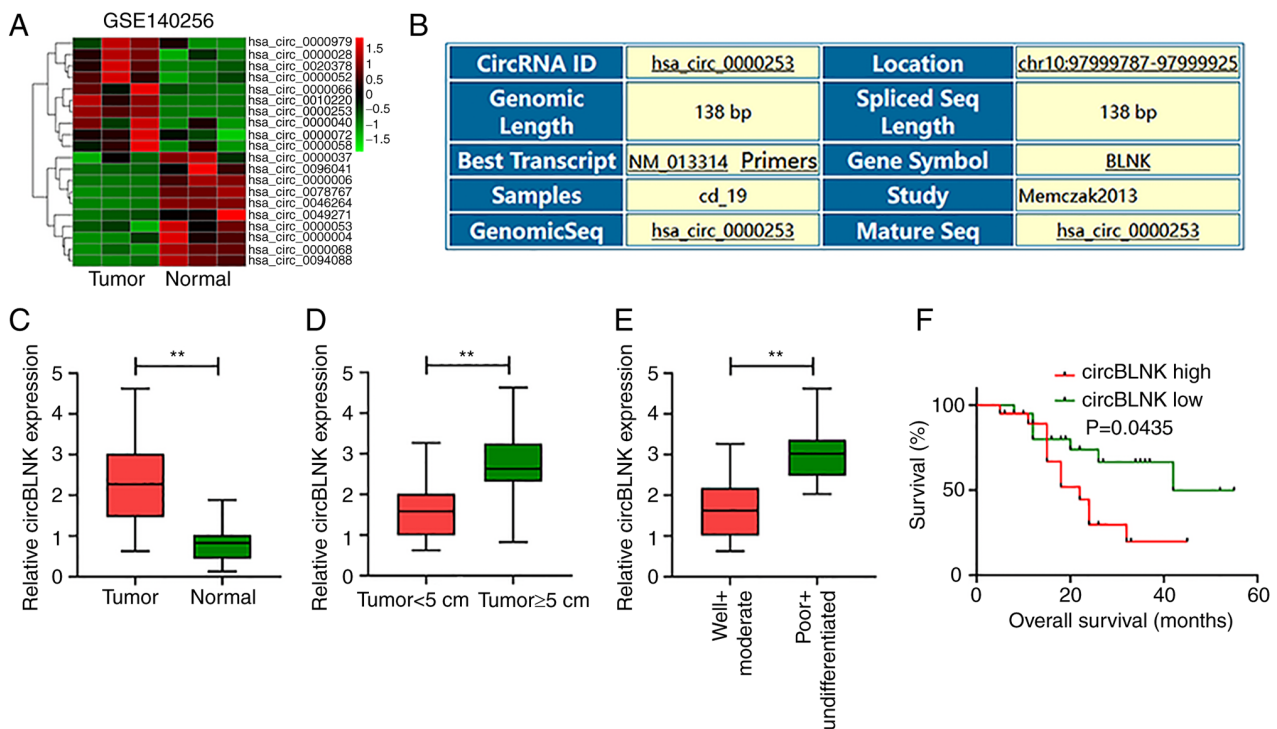 A
GSE140256
hsa_circ_0000979
hsa_circ_0000028
hsa_circ_0020378
hsa_circ_0000052
hsa_circ_0000066
hsa_circ_0010220
hsa_circ_0000253
hsa_circ_0000040
hsa_circ_0000072
hsa_circ_0000058
hsa_circ_0000037
hsa_circ_0096041
hsa_circ_0000006
hsa_circ_0078767
hsa_circ_0046264
hsa_circ_0049271
hsa_circ_0000053
hsa_circ_0000004
hsa_circ_0000068
hsa_circ_0094088
1.5
1
0.5
0
−0.5
−1
−1.5
Tumor Normal
B
CircRNA ID hsa_circ_0000253 Location chr10:97999787-97999925
Genomic Length 138 bp Spliced Seq Length 138 bp
Best Transcript NM_013314 Primers Gene Symbol BLNK
Samples cd_19 Study Memczak2013
GenomicSeq hsa_circ_0000253 Mature Seq hsa_circ_0000253
C
Relative circBLNK expression
**
5
4
3
2
1
0
Tumor Normal
D
Relative circBLNK expression
**
5
4
3
2
1
0
Tumor<5 cm Tumor≥5 cm
E
Relative circBLNK expression
**
5
4
3
2
1
0
Well+
moderate
Poor+
undifferentiated
F
circBLNK high
circBLNK low
P=0.0435
Survival (%)
100
50
0
0 20 40 60
Overall survival (months)